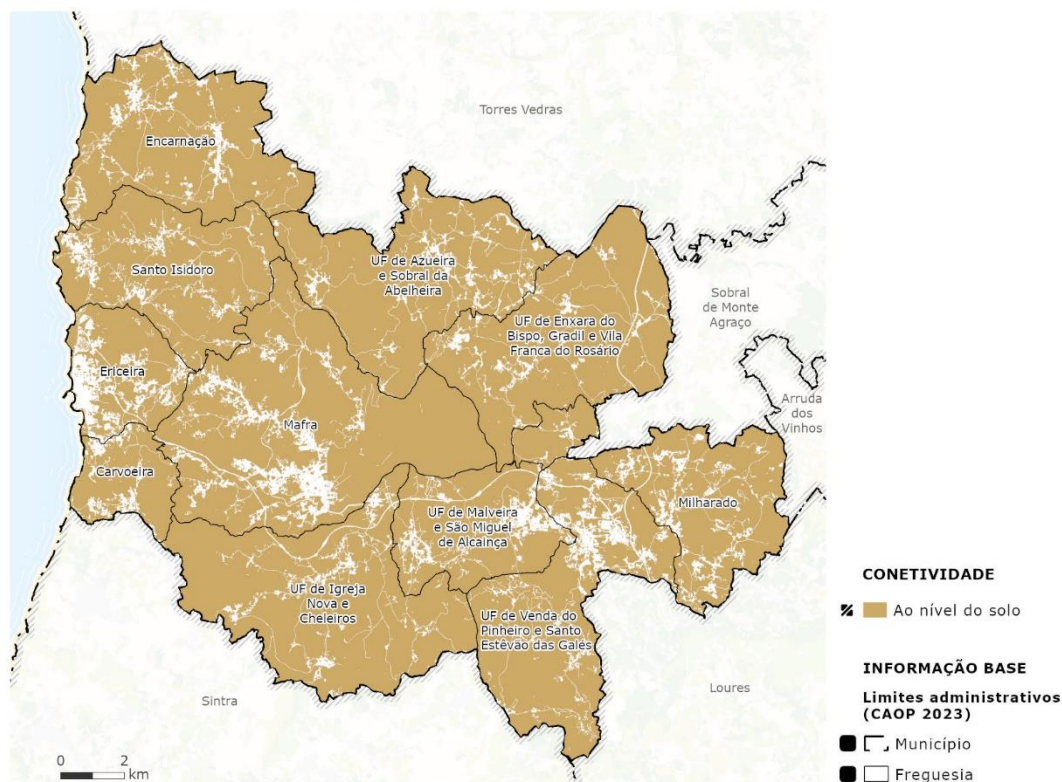 Torres Vedras
Encarnação
Santo Isidoro
UF de Azueira
e Sobral da
Abelheira
Sobral
de Monte
Agraço
UF de Enxara do
Bispo, Gradil e Vila
Franca do Rosário
Ericeira
Arruda
dos
Vinhos
Mafra
Carvoeira
Milharado
UF de Malveira
e São Miguel
de Alcainça
UF de Igreja
Nova e
Cheleiros
UF de Venda do
Pinheiro e Santo
Estêvão das Galés
Sintra
Loures
0 2
km
CONETIVIDADE
Ao nível do solo
INFORMAÇÃO BASE
Limites administrativos
(CAOP 2023)
Município
Freguesia